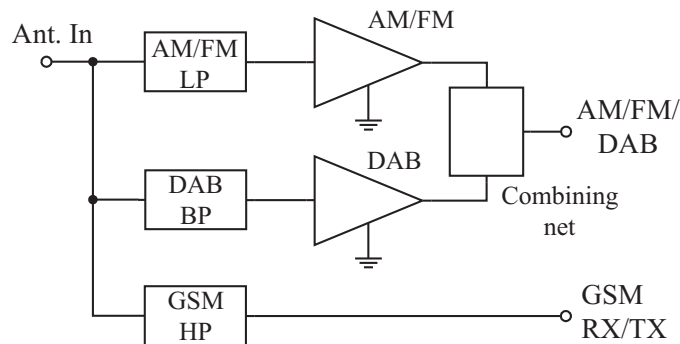 Ant. In
AM/FM
LP
AM/FM
AM/FM/
DAB
DAB
BP
DAB
Combining
net
GSM
HP
GSM
RX/TX